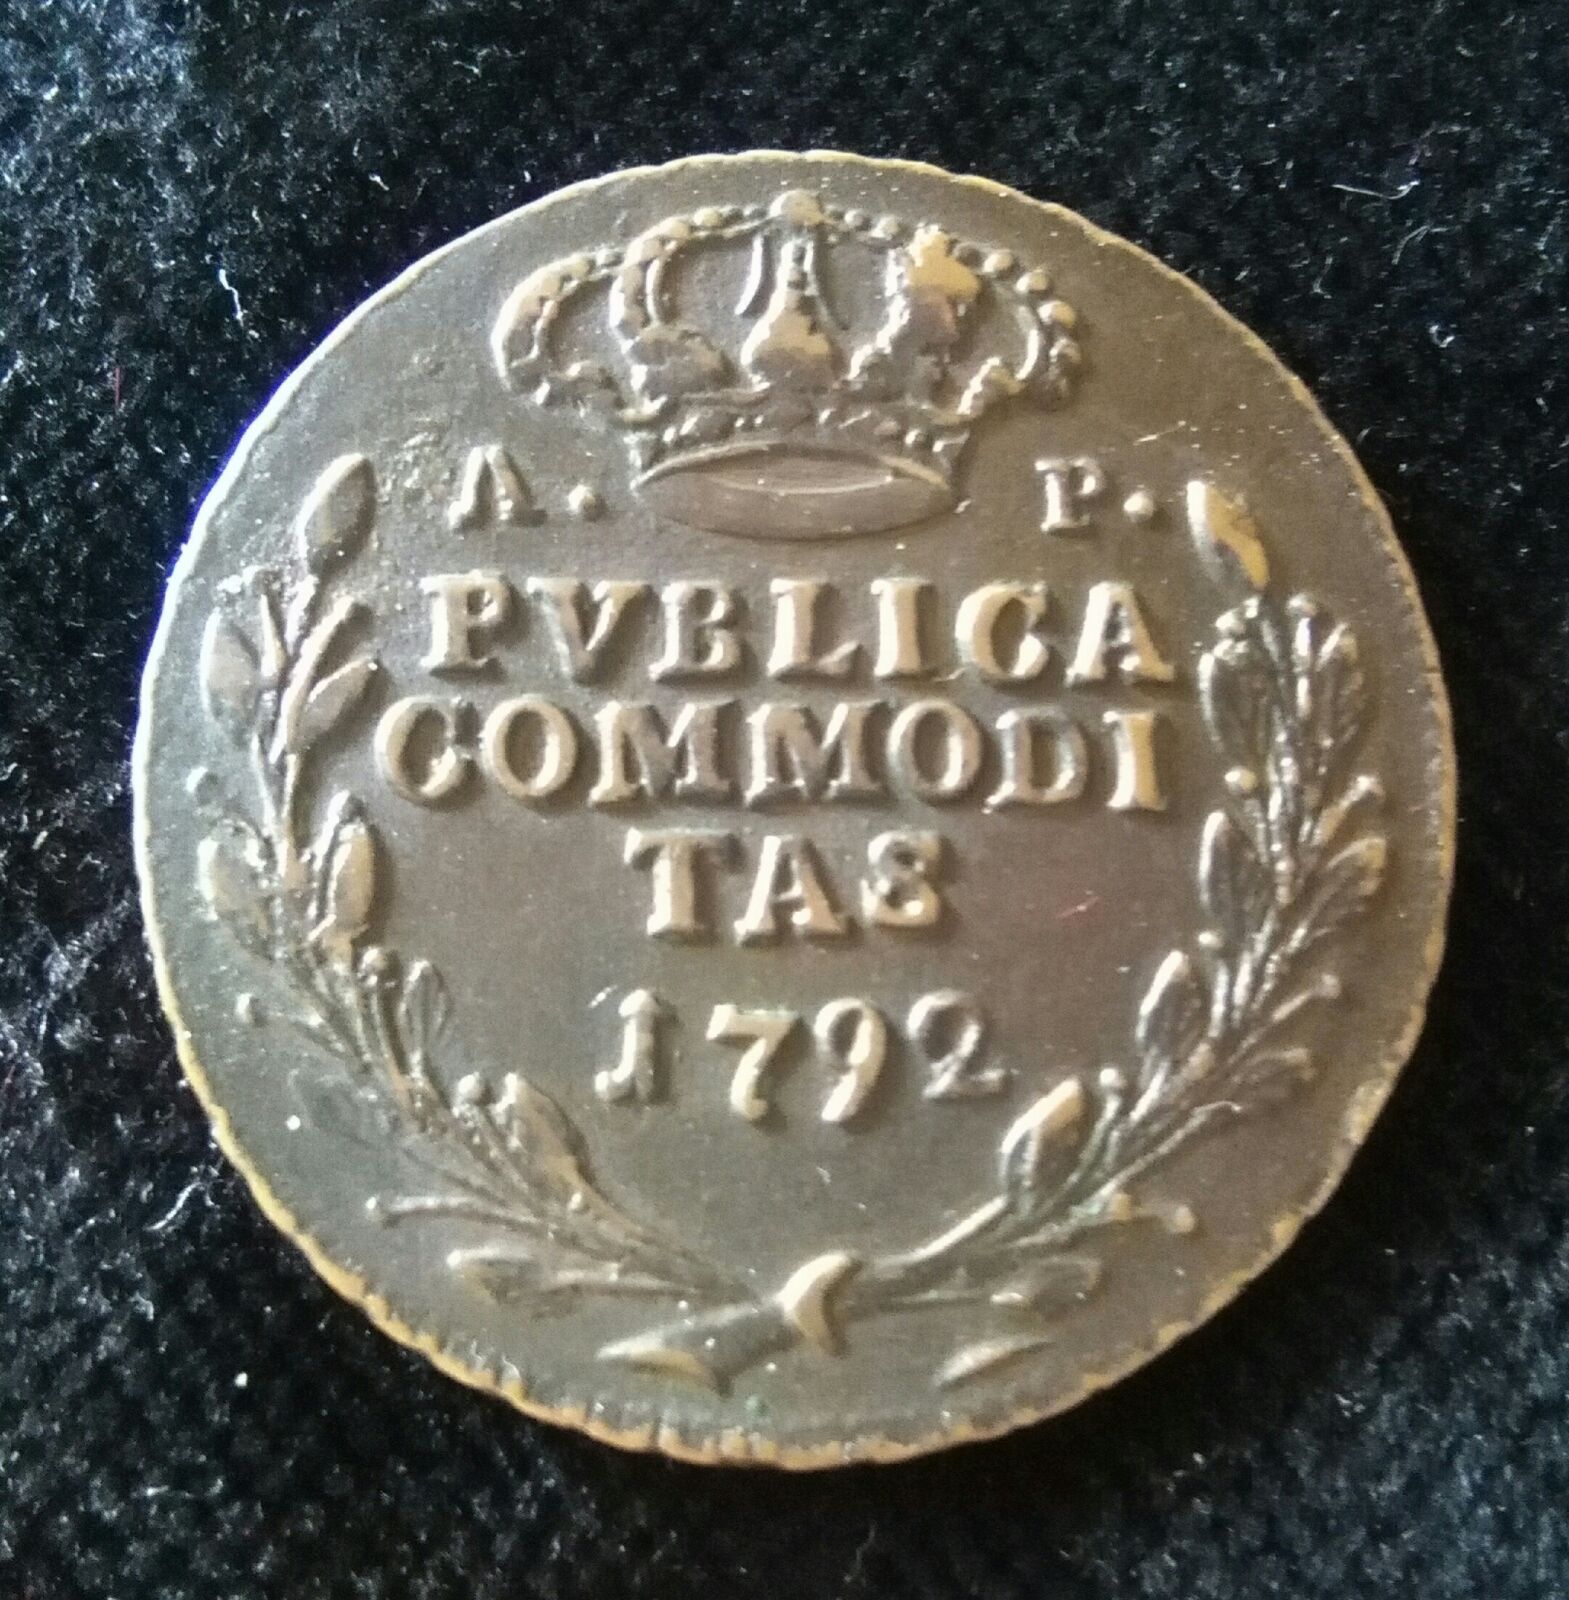 A. P.
PVBLICA
COMMODI
TAS
1792